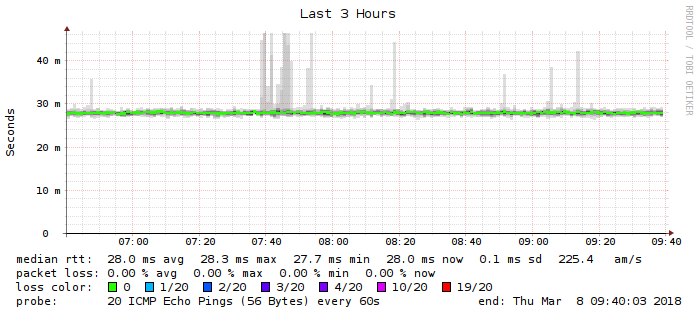 Last 3 Hours
RRDTOOL / TOBI OETIKER
Seconds
40 m
30 m
20 m
10 m
0
07:00 07:20 07:40 08:00 08:20 08:40 09:00 09:20 09:40
median rtt: 28.0 ms avg 28.3 ms max 27.7 ms min 28.0 ms now 0.1 ms sd 225.4 am/s
packet loss: 0.00 % avg 0.00 % max 0.00 % min 0.00 % now
loss color: 0 1/20 2/20 3/20 4/20 10/20 19/20
probe: 20 ICMP Echo Pings (56 Bytes) every 60s end: Thu Mar 8 09:40:03 2018